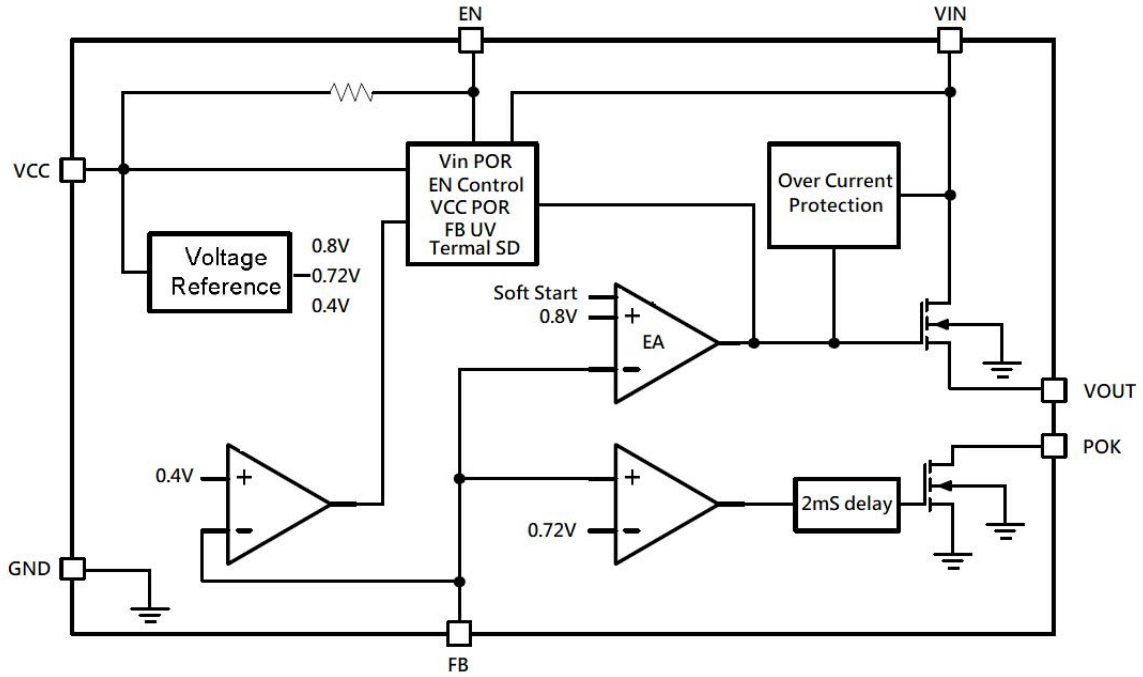 EN
VIN
VCC
Vin POR
EN Control
VCC POR
FB UV
Termal SD
Over Current
Protection
Voltage
Reference
0.8V
0.72V
0.4V
Soft Start
0.8V
+
EA
-
VOUT
POK
0.4V
+
-
+
0.72V
-
2mS delay
GND
FB